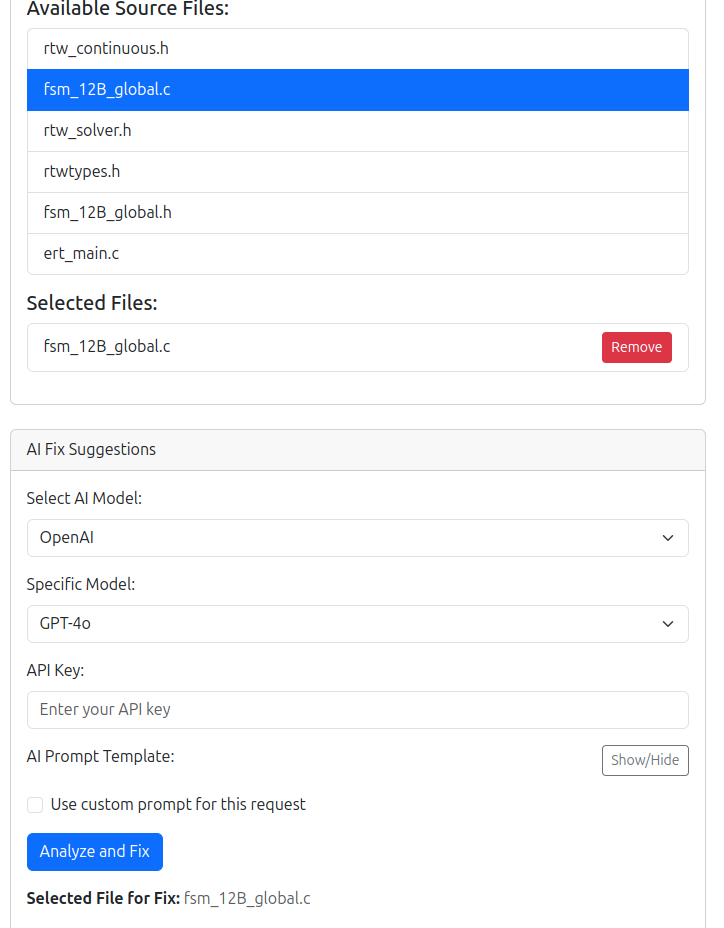 Available Source Files:
rtw_continuous.h
fsm_12B_global.c
rtw_solver.h
rtwtypes.h
fsm_12B_global.h
ert_main.c
Selected Files:
fsm_12B_global.c
Remove
AI Fix Suggestions
Select AI Model:
OpenAI
Specific Model:
GPT-4o
API Key:
Enter your API key
AI Prompt Template:
Show/Hide
Use custom prompt for this request
Analyze and Fix
Selected File for Fix: fsm_12B_global.c